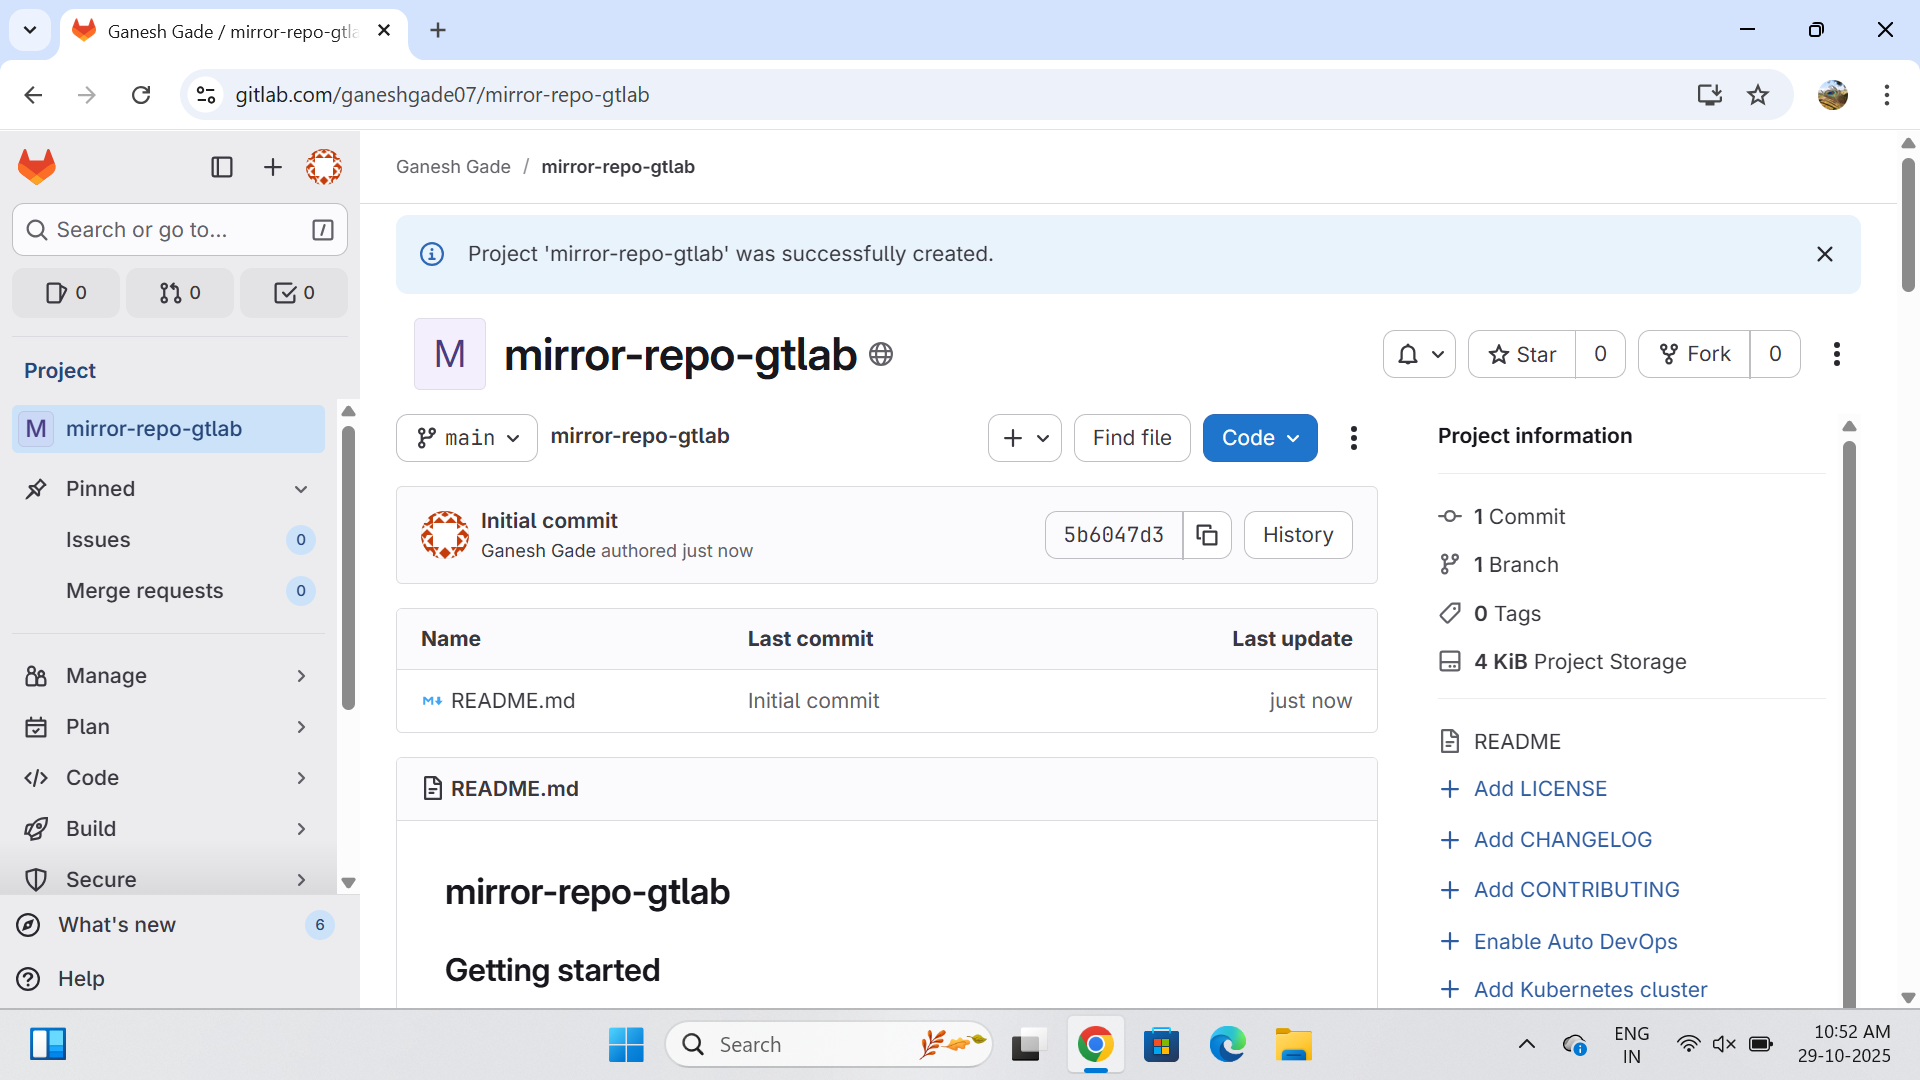 Ganesh Gade / mirror-repo-gtla
gitlab.com/ganeshgade07/mirror-repo-gtlab
Search or go to...
/
0
0
0
Project
M mirror-repo-gtlab
Pinned
Issues 0
Merge requests 0
Manage
Plan
Code
Build
Secure
What's new 6
Help
Ganesh Gade / mirror-repo-gtlab
Project 'mirror-repo-gtlab' was successfully created.
M mirror-repo-gtlab
Star 0
Fork 0
main
mirror-repo-gtlab
Find file
Code
Initial commit
Ganesh Gade authored just now
5b6047d3
History
Name Last commit Last update
README.md Initial commit just now
README.md
mirror-repo-gtlab
Getting started
Project information
1 Commit
1 Branch
0 Tags
4 KiB Project Storage
README
Add LICENSE
Add CHANGELOG
Add CONTRIBUTING
Enable Auto DevOps
Add Kubernetes cluster
Search
ENG
IN
10:52 AM
29-10-2025